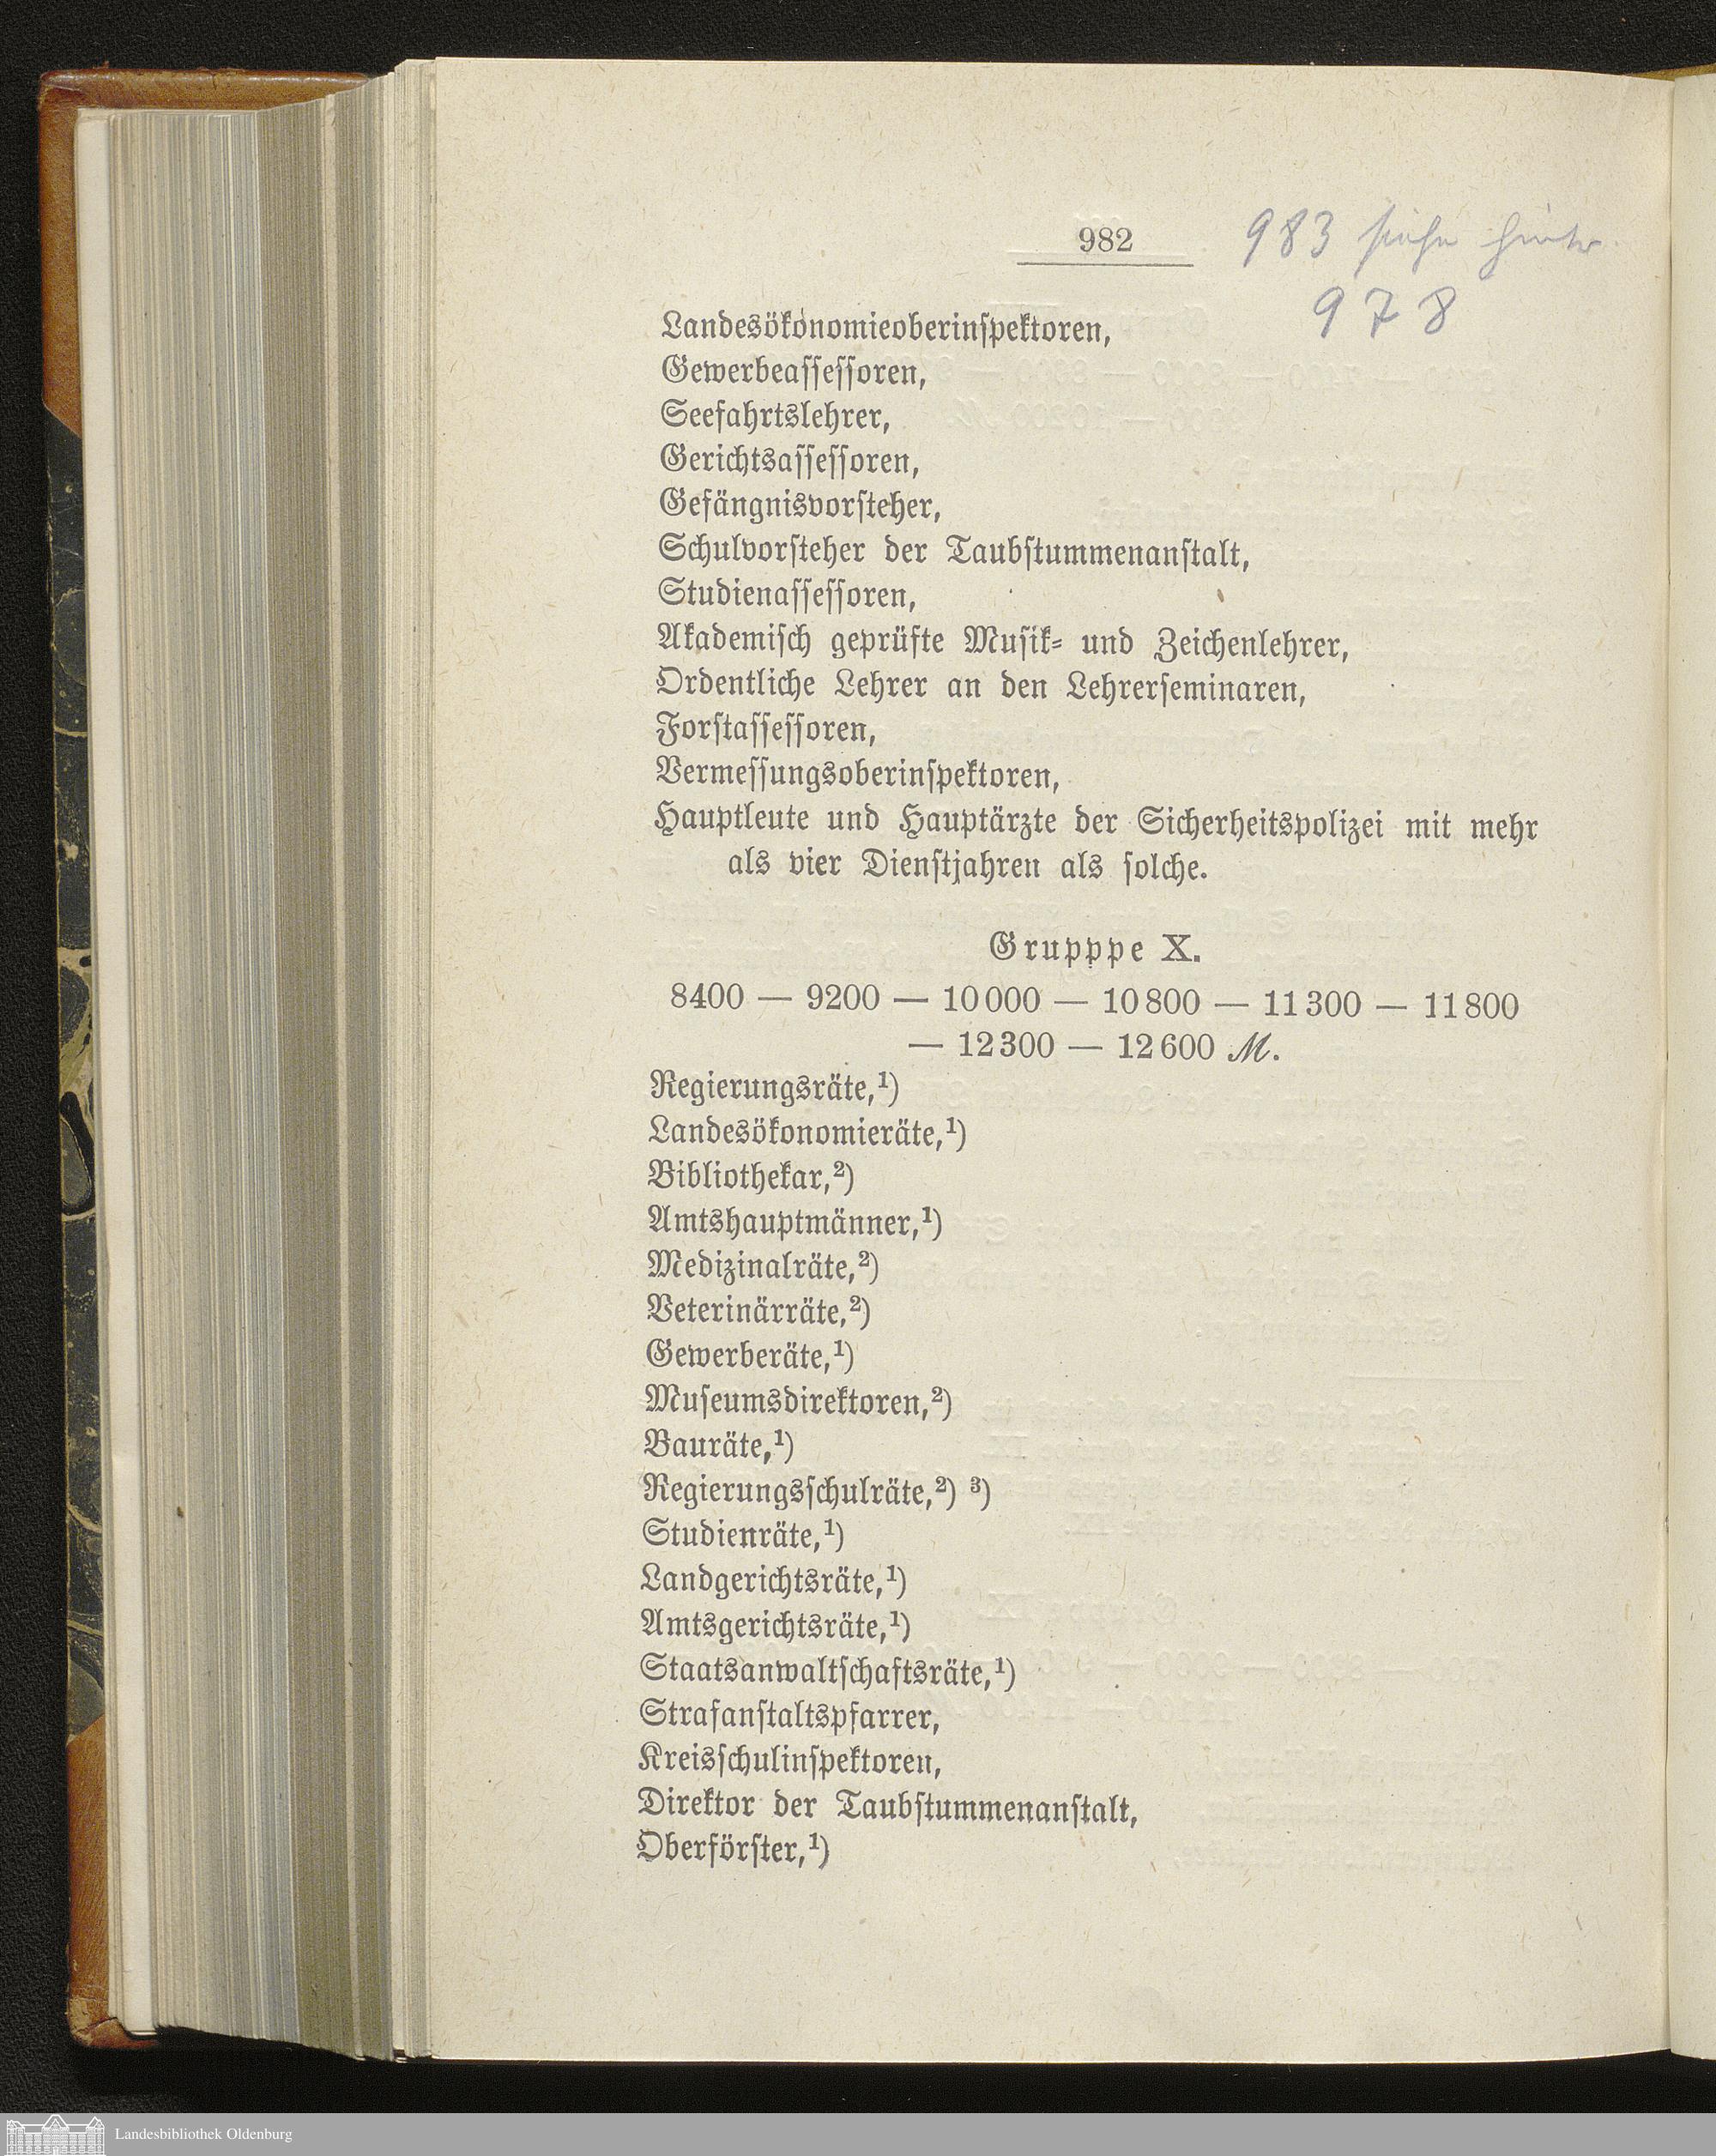 982
983 siehe hinter
978
Landesökonomieoberinspektoren,
Gewerbeassessoren,
Seefahrtslehrer,
Gerichtsassessoren,
Gefängnisvorsteher,
Schulvorsteher der Taubstummenanstalt,
Studienassessoren,
Akademisch geprüfte Musik- und Zeichenlehrer,
Ordentliche Lehrer an den Lehrerseminaren,
Forstassessoren,
Vermessungsoberinspektoren,
Hauptleute und Hauptärzte der Sicherheitspolizei mit mehr
als vier Dienstjahren als solche.
Grupppe X.
8400 — 9200 — 10000 — 10800 — 11300 — 11800
— 12300 — 12600 ℳ.
Regierungsräte,¹)
Landesökonomieräte,¹)
Bibliothekar,²)
Amtshauptmänner,¹)
Medizinalräte,²)
Veterinärräte,²)
Gewerberäte,¹)
Museumsdirektoren,²)
Bauräte,¹)
Regierungsschulräte,²) ³)
Studienräte,¹)
Landgerichtsräte,¹)
Amtsgerichtsräte,¹)
Staatsanwaltschaftsräte,¹)
Strafanstaltspfarrer,
Kreisschulinspektoren,
Direktor der Taubstummenanstalt,
Oberförster,¹)
Landesbibliothek Oldenburg